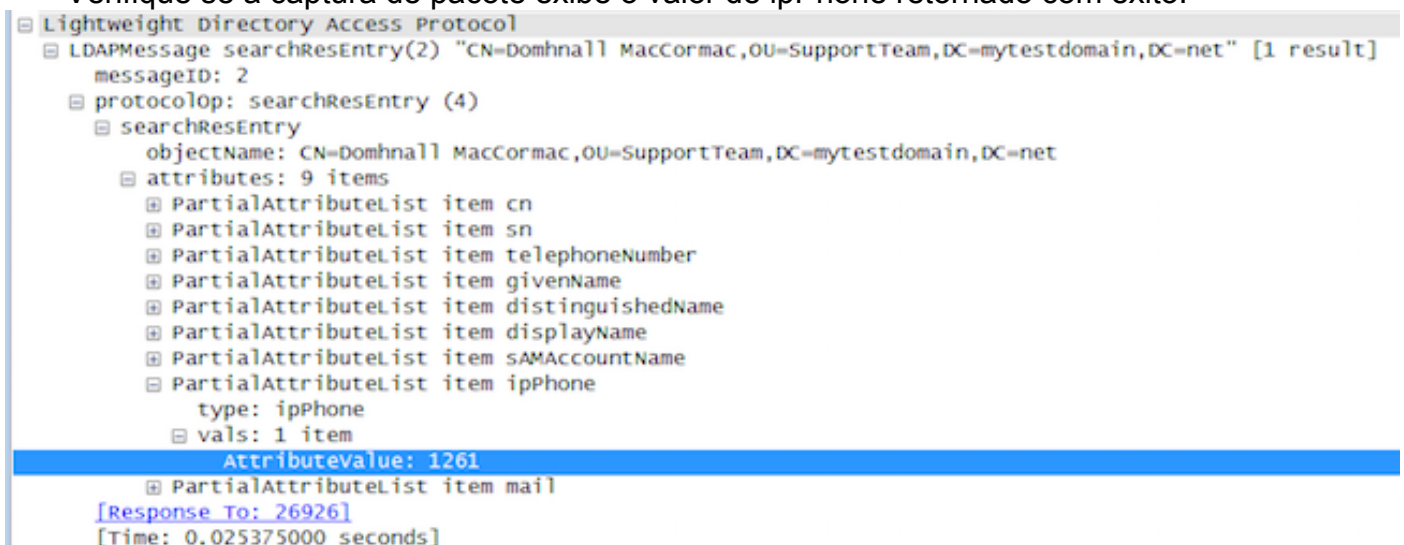 Verifique se a captura de pacote exibe o valor de ipPhone retornado com êxito.
Lightweight Directory Access Protocol
LDAPMessage searchResEntry(2) "CN=Domhnall MacCormac,OU=SupportTeam,DC=mytestdomain,DC=net" [1 result]
messageID: 2
protocolOp: searchResEntry (4)
searchResEntry
objectName: CN=Domhnall MacCormac,OU=SupportTeam,DC=mytestdomain,DC=net
attributes: 9 items
PartialAttributeList item cn
PartialAttributeList item sn
PartialAttributeList item telephoneNumber
PartialAttributeList item givenName
PartialAttributeList item distinguishedName
PartialAttributeList item displayName
PartialAttributeList item sAMAccountName
PartialAttributeList item ipPhone
type: ipPhone
vals: 1 item
AttributeValue: 1261
PartialAttributeList item mail
[Response To: 26926]
[Time: 0.025375000 seconds]